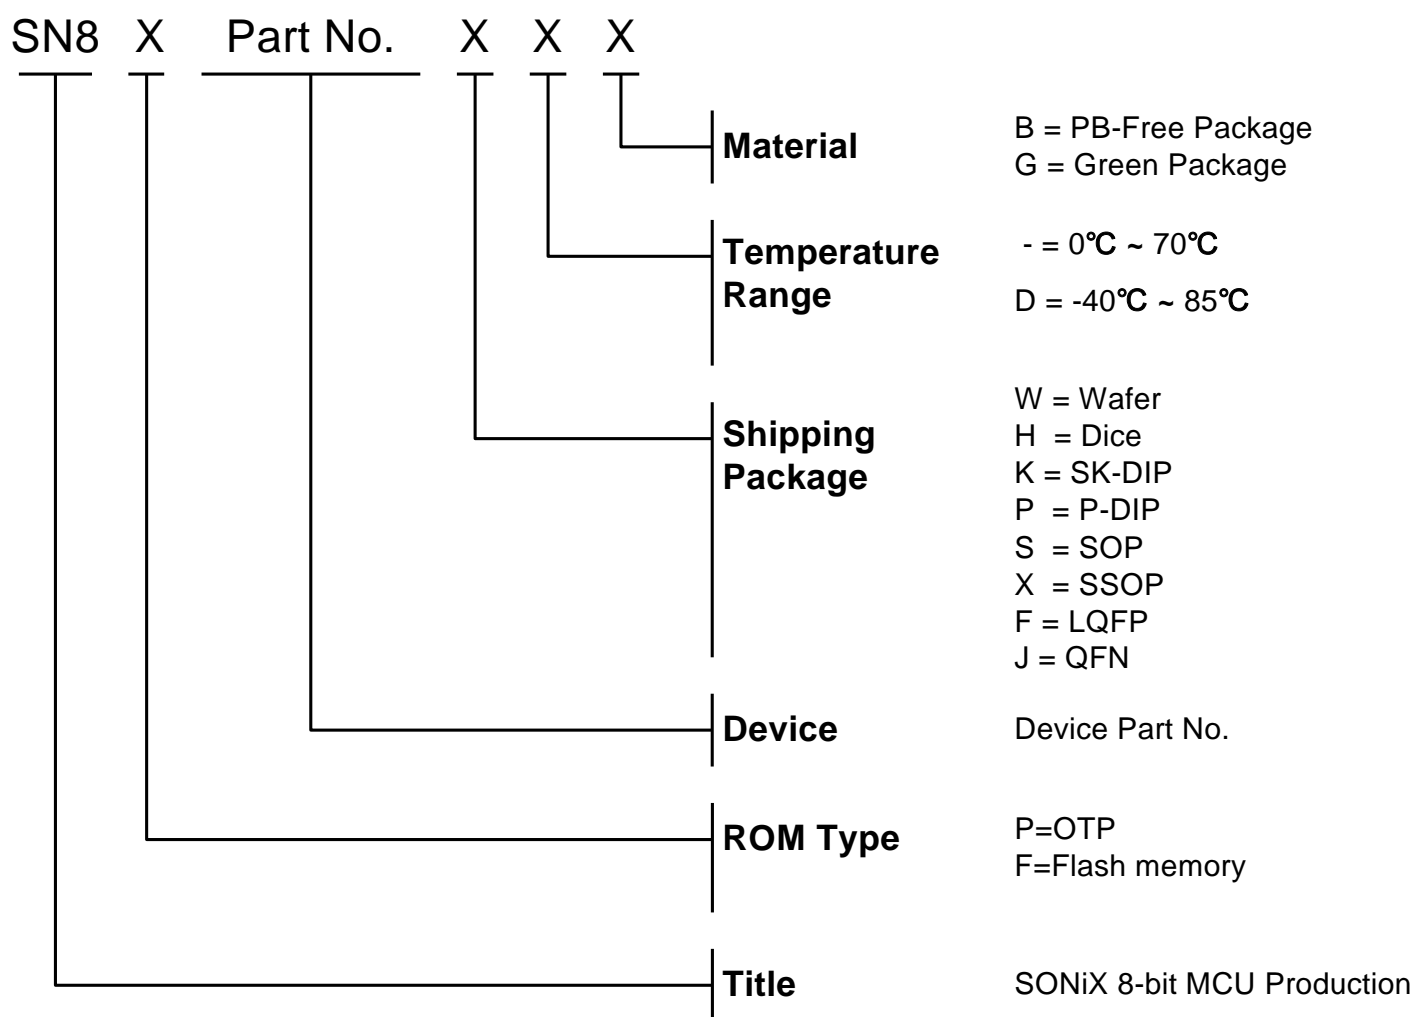 SN8 X Part No. X X X
Material
B = PB-Free Package
G = Green Package
Temperature
Range
- = 0℃ ~ 70℃
D = -40℃ ~ 85℃
Shipping
Package
W = Wafer
H = Dice
K = SK-DIP
P = P-DIP
S = SOP
X = SSOP
F = LQFP
J = QFN
Device
Device Part No.
ROM Type
P=OTP
F=Flash memory
Title
SONiX 8-bit MCU Production